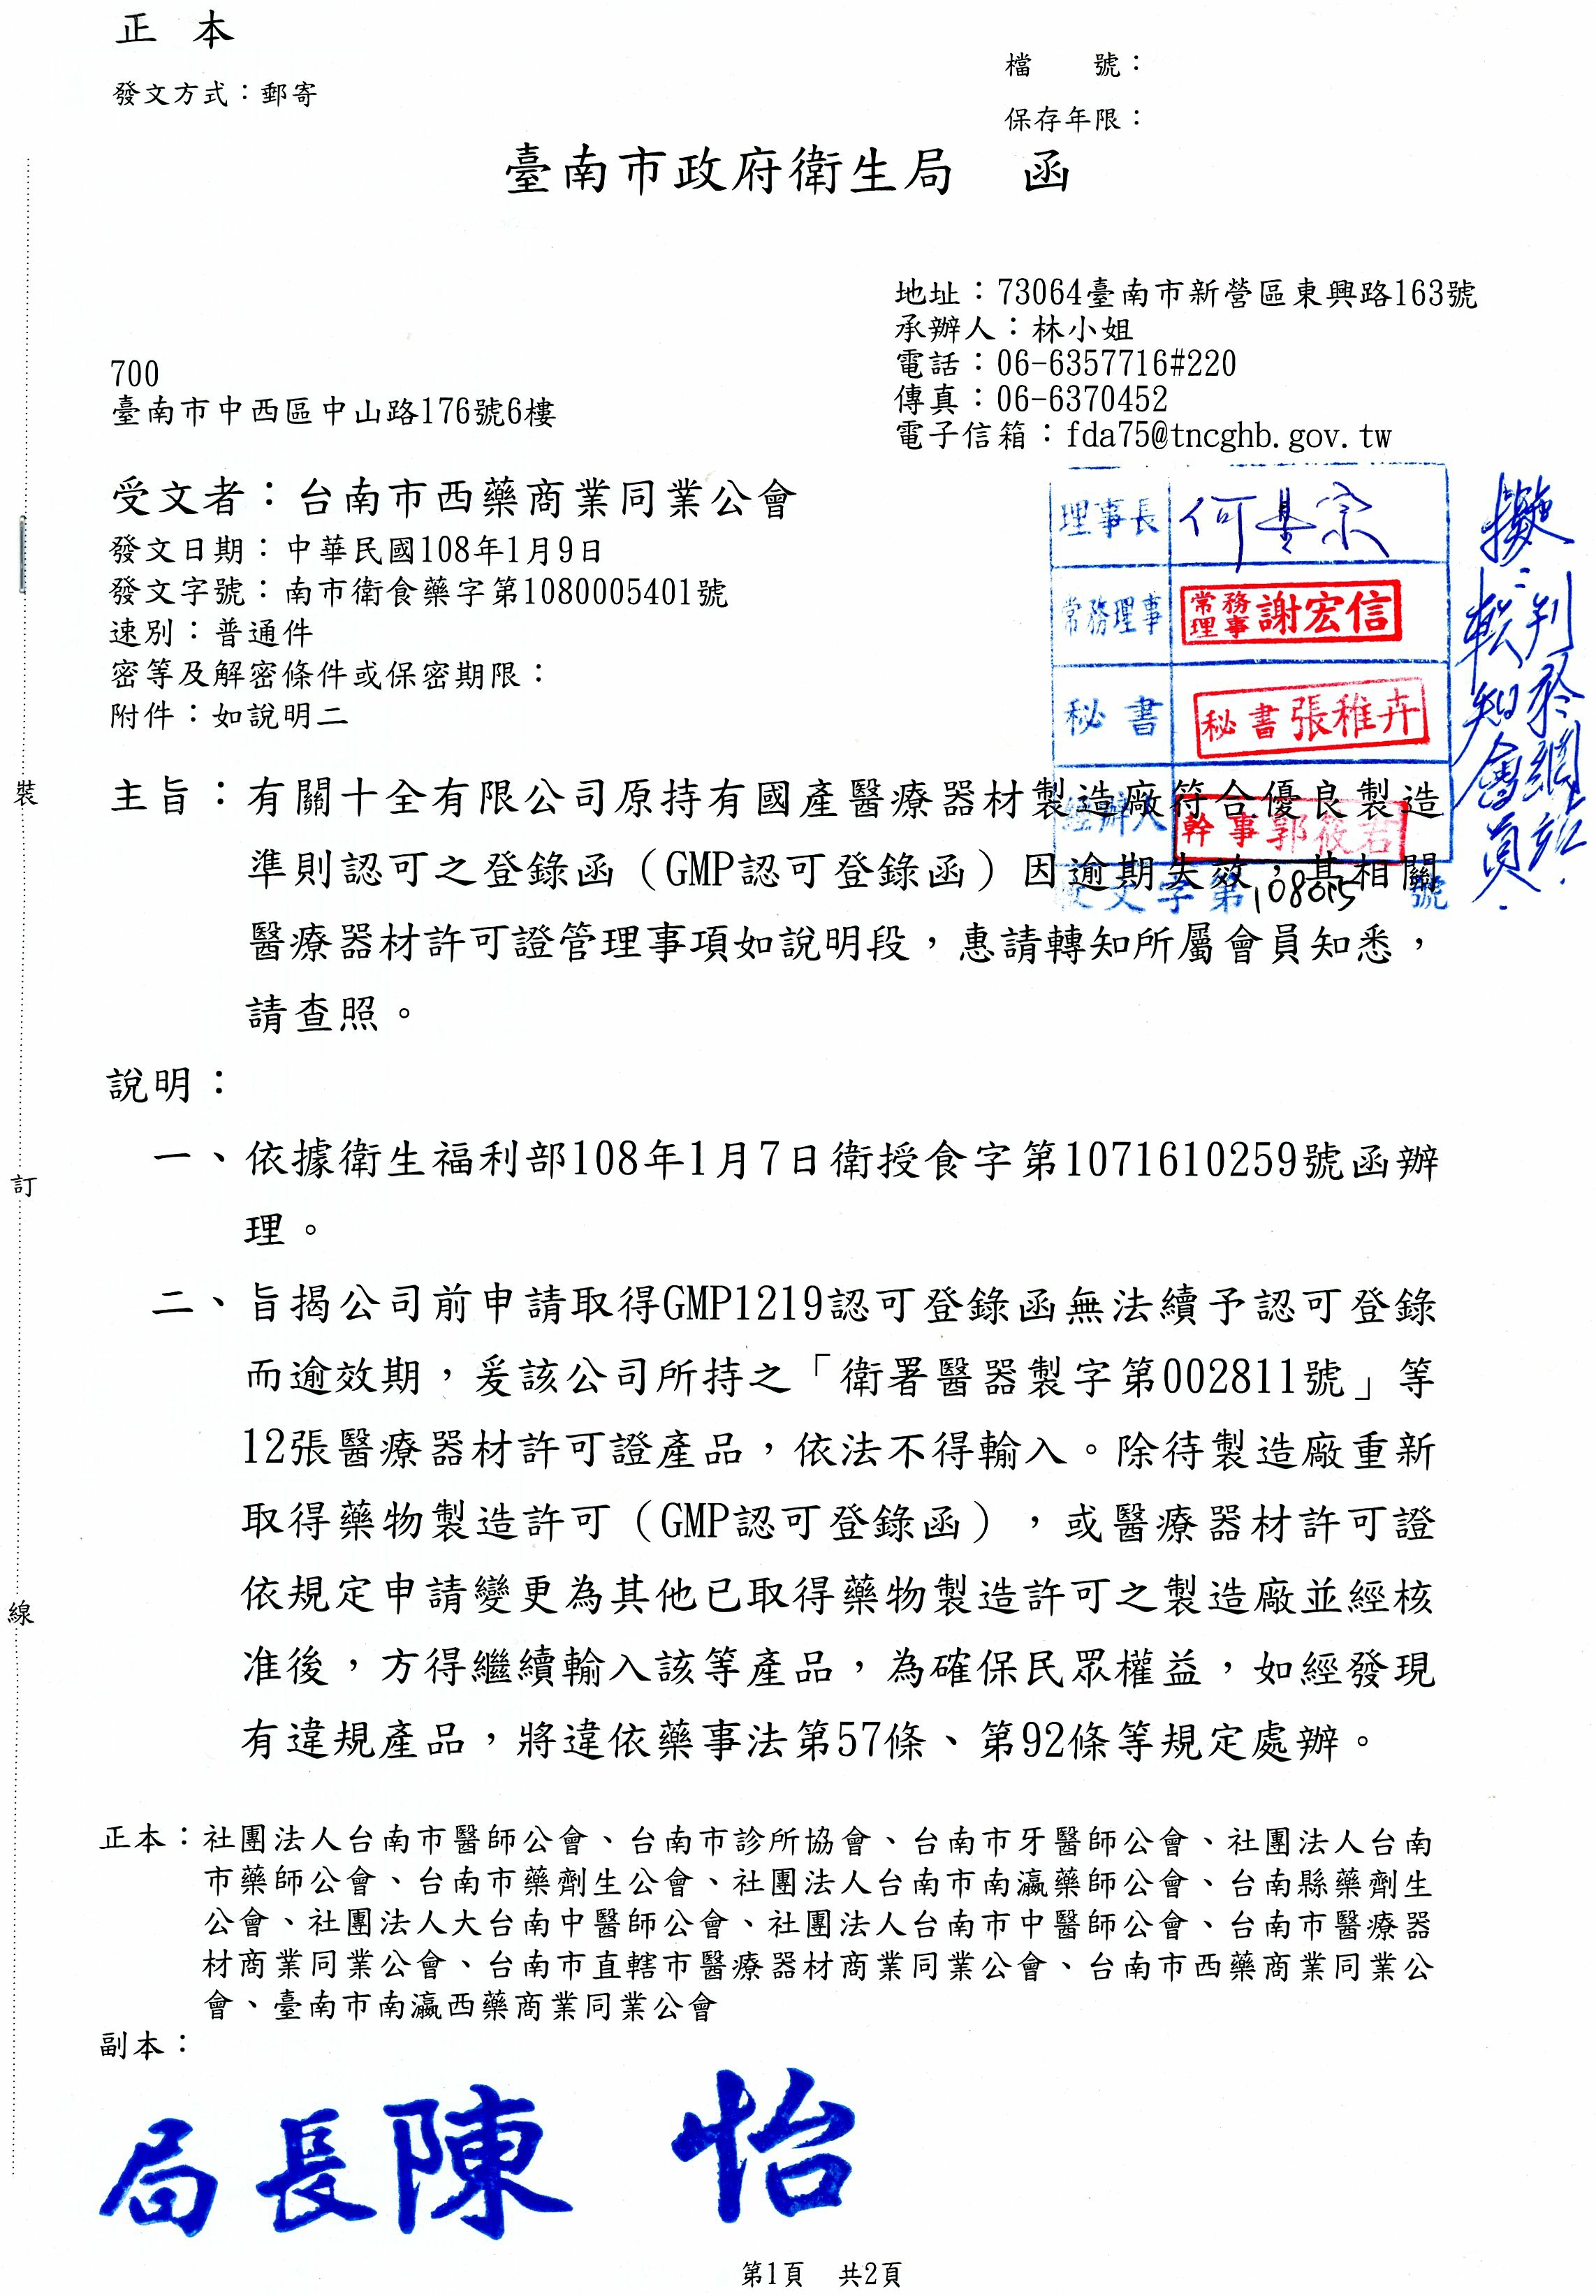 正 本
發文方式：郵寄
檔　　號：
保存年限：
臺南市政府衛生局　函
地址：73064臺南市新營區東興路163號
承辦人：林小姐
電話：06-6357716#220
傳真：06-6370452
電子信箱：fda75@tncghb.gov.tw
700
臺南市中西區中山路176號6樓
受文者：台南市西藥商業同業公會
發文日期：中華民國108年1月9日
發文字號：南市衛食藥字第1080005401號
速別：普通件
密等及解密條件或保密期限：
附件：如說明二
理事長
常務理事 常務理事謝宏信
秘書 秘書張稚卉
經辦人 幹事郭筱君
收文字第108015號
擬：
轉知會員
刊登網站
主旨：有關十全有限公司原持有國產醫療器材製造廠符合優良製造
準則認可之登錄函（GMP認可登錄函）因逾期失效，其相關
醫療器材許可證管理事項如說明段，惠請轉知所屬會員知悉，
請查照。
說明：
一、依據衛生福利部108年1月7日衛授食字第1071610259號函辦
理。
二、旨揭公司前申請取得GMP1219認可登錄函無法續予認可登錄
而逾效期，爰該公司所持之「衛署醫器製字第002811號」等
12張醫療器材許可證產品，依法不得輸入。除待製造廠重新
取得藥物製造許可（GMP認可登錄函），或醫療器材許可證
依規定申請變更為其他已取得藥物製造許可之製造廠並經核
准後，方得繼續輸入該等產品，為確保民眾權益，如經發現
有違規產品，將違依藥事法第57條、第92條等規定處辦。
正本：社團法人台南市醫師公會、台南市診所協會、台南市牙醫師公會、社團法人台南
市藥師公會、台南市藥劑生公會、社團法人台南市南瀛藥師公會、台南縣藥劑生
公會、社團法人大台南中醫師公會、社團法人台南市中醫師公會、台南市醫療器
材商業同業公會、台南市直轄市醫療器材商業同業公會、台南市西藥商業同業公
會、臺南市南瀛西藥商業同業公會
副本：
局長陳 怡
第1頁　共2頁
裝
訂
線